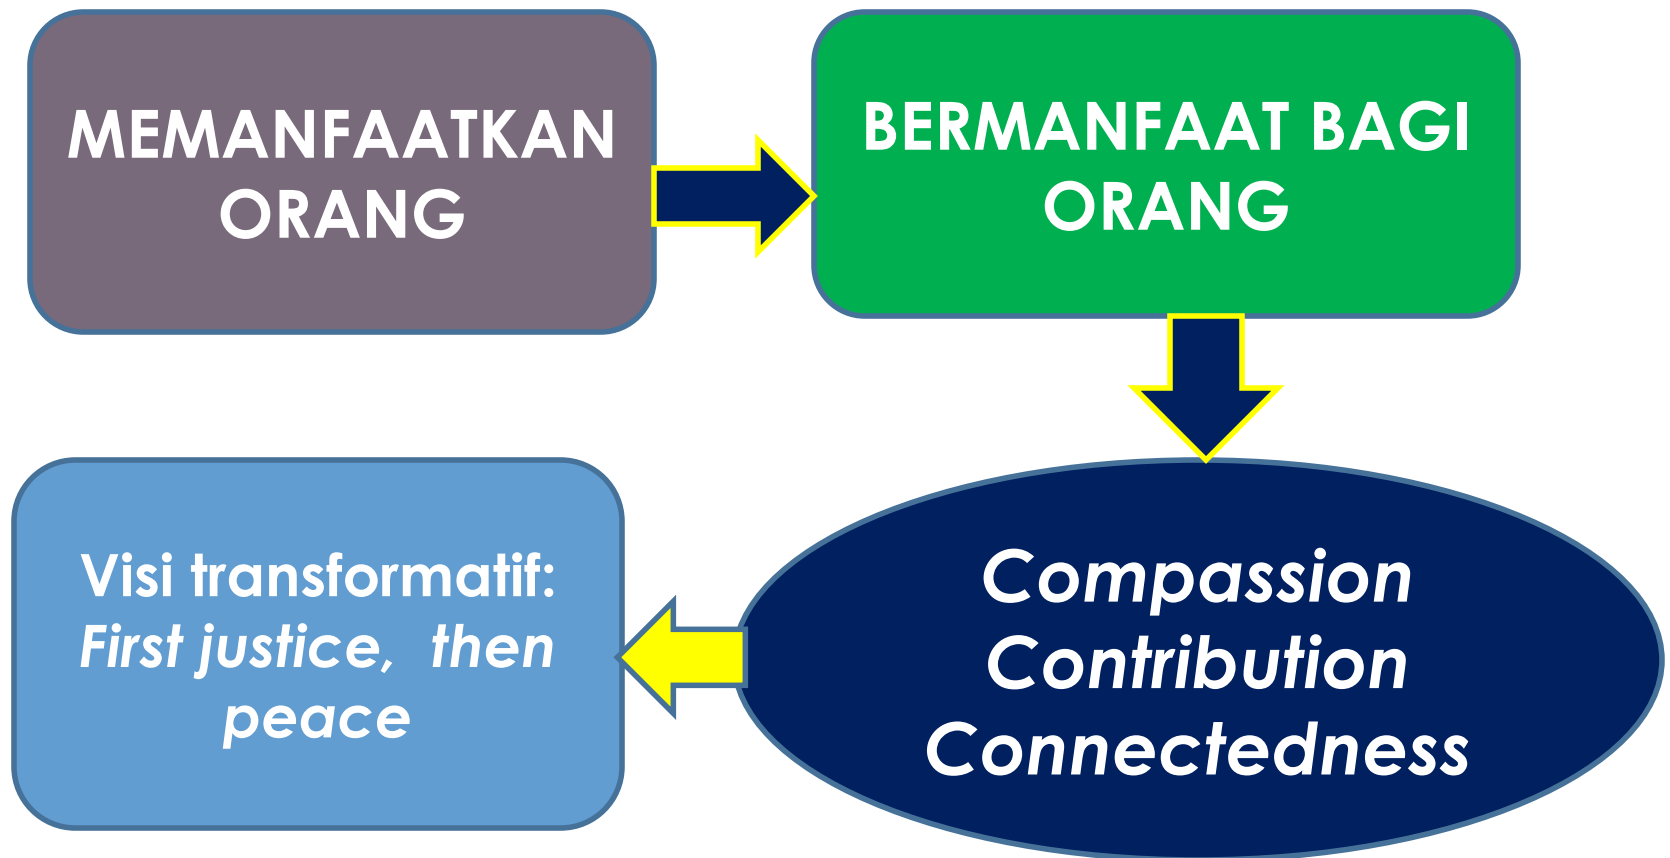 MEMANFAATKAN
ORANG
BERMANFAAT BAGI
ORANG
Compassion
Contribution
Connectedness
Visi transformatif:
First justice, then
peace